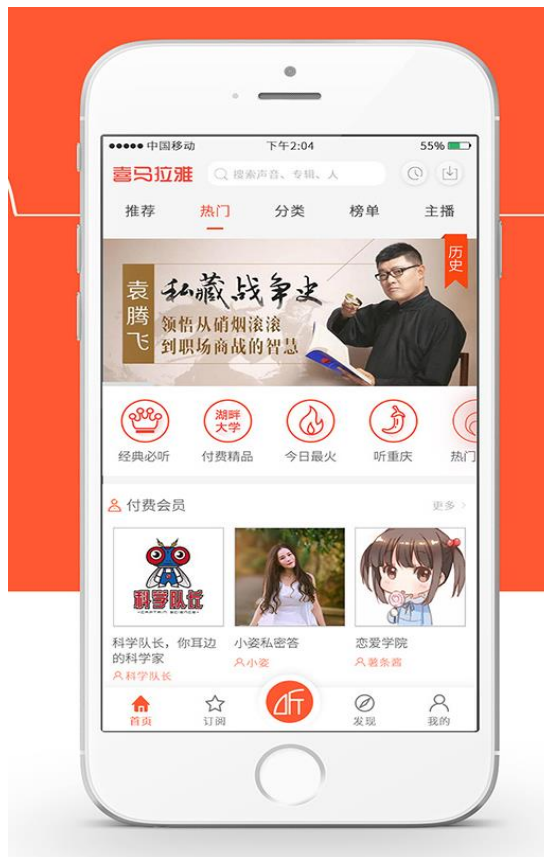 中国移动
下午2:04
55%
喜马拉雅
搜索声音、专辑、人
推荐
热门
分类
榜单
主播
历史
袁腾飞
私藏战争史
领悟从硝烟滚滚
到职场商战的智慧
经典必听
湖畔
大学
付费精品
今日最火
听重庆
热门
付费会员
更多
科学队长
CAPTAIN SCIENCE
科学队长，你耳边
的科学家
科学队长
小姿私密答
小姿
恋爱学院
薯条酱
首页
订阅
听
发现
我的